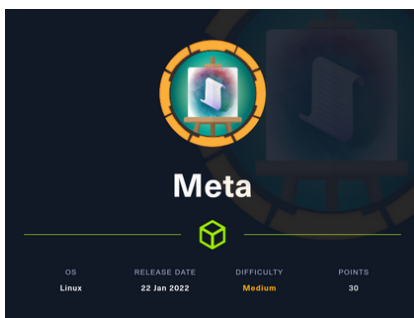 Meta
OS RELEASE DATE DIFFICULTY POINTS
Linux 22 Jan 2022 Medium 30